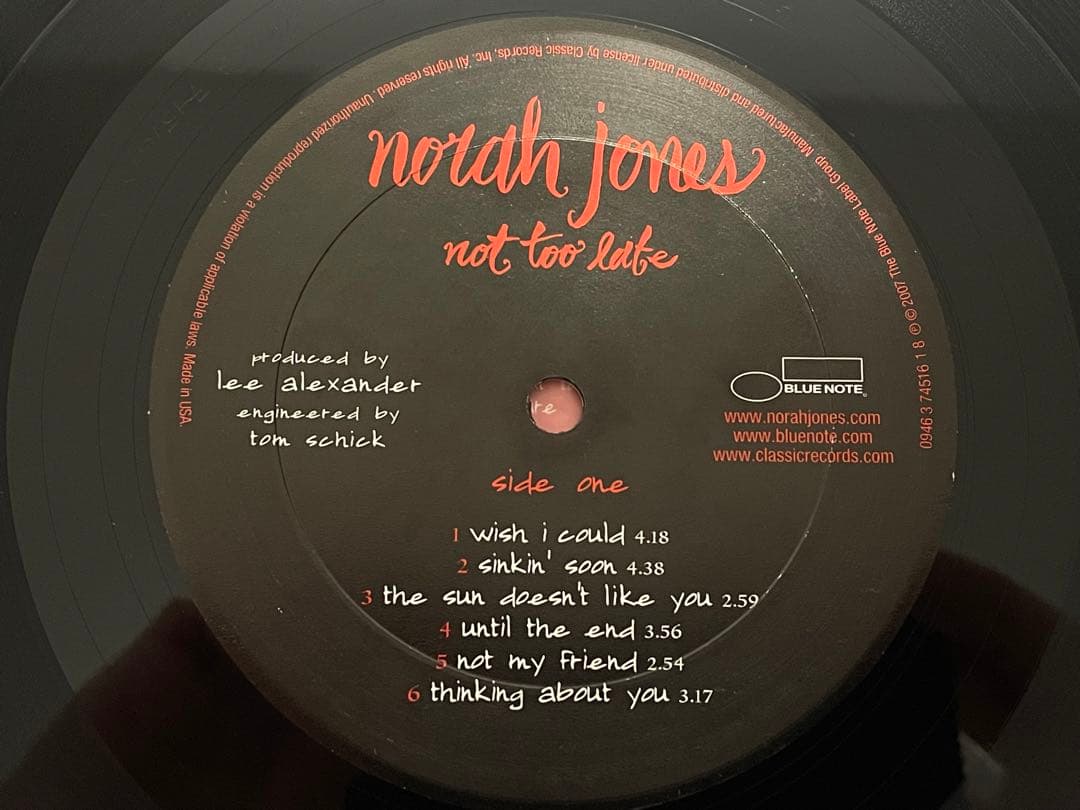 norah jones
not too late
produced by
lee alexander
engineered by
tom schick
BLUE NOTE®
www.norahjones.com
www.bluenote.com
www.classicrecords.com
side one
1 wish i could 4.18
2 sinkin' soon 4.38
3 the sun doesn't like you 2.59
4 until the end 3.56
5 not my friend 2.54
6 thinking about you 3.17
0946 3 74516 1 8 ℗ © 2007 The Blue Note Label Group. Manufactured and distributed under license by Classic Records, Inc. All rights reserved. Unauthorized reproduction is a violation of applicable laws. Made in USA.